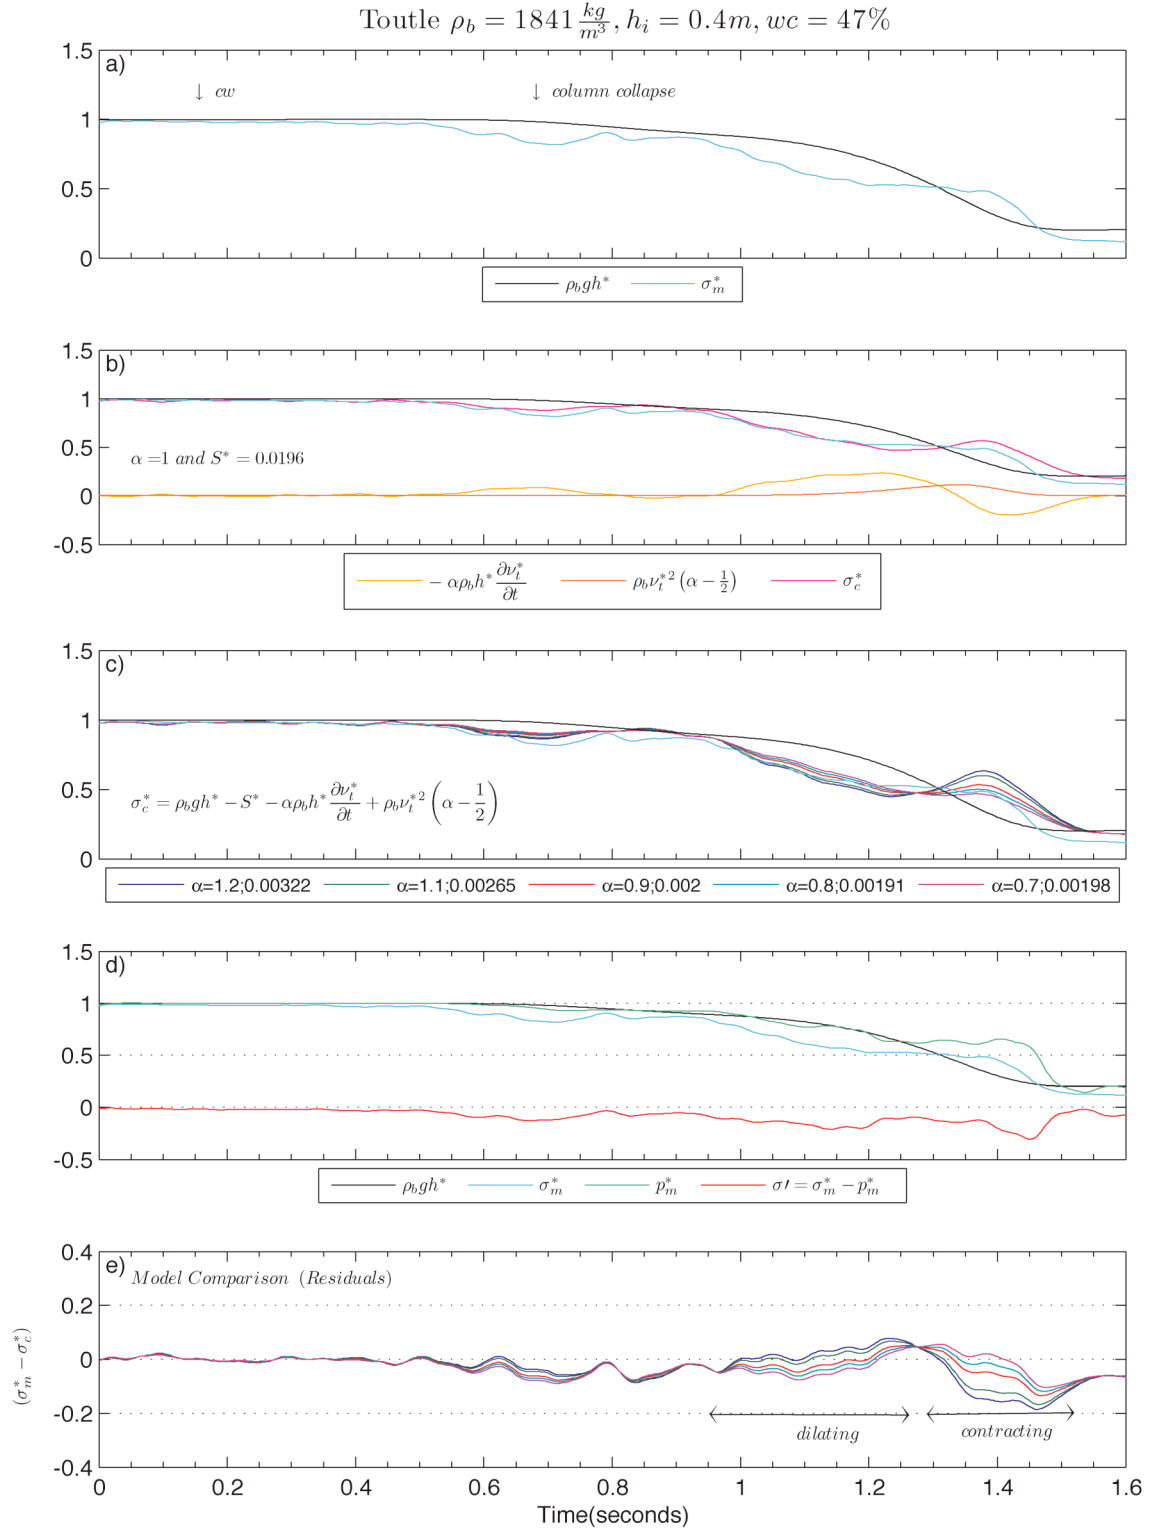 Toutle ρ_b = 1841 kg/m³, h_i = 0.4m, wc = 47%
1.5
a)
↓ cw
↓ column collapse
1
0.5
0
ρ_b gh* σ*_m
1.5
b)
1
0.5
α =1 and S* = 0.0196
0
-0.5
− αρ_b h* ∂ν*_t/∂t ρ_b ν*_t² (α − 1/2) σ*_c
1.5
c)
1
0.5
σ*_c = ρ_b gh* − S* − αρ_b h* ∂ν*_t/∂t + ρ_b ν*_t² (α − 1/2)
0
α=1.2;0.00322 α=1.1;0.00265 α=0.9;0.002 α=0.8;0.00191 α=0.7;0.00198
1.5
d)
1
0.5
0
-0.5
ρ_b gh* σ*_m p*_m σ′ = σ*_m − p*_m
0.4
e)
Model Comparison (Residuals)
0.2
(σ*_m − σ*_c)
0
-0.2
dilating
contracting
-0.4
0 0.2 0.4 0.6 0.8 1 1.2 1.4 1.6
Time(seconds)